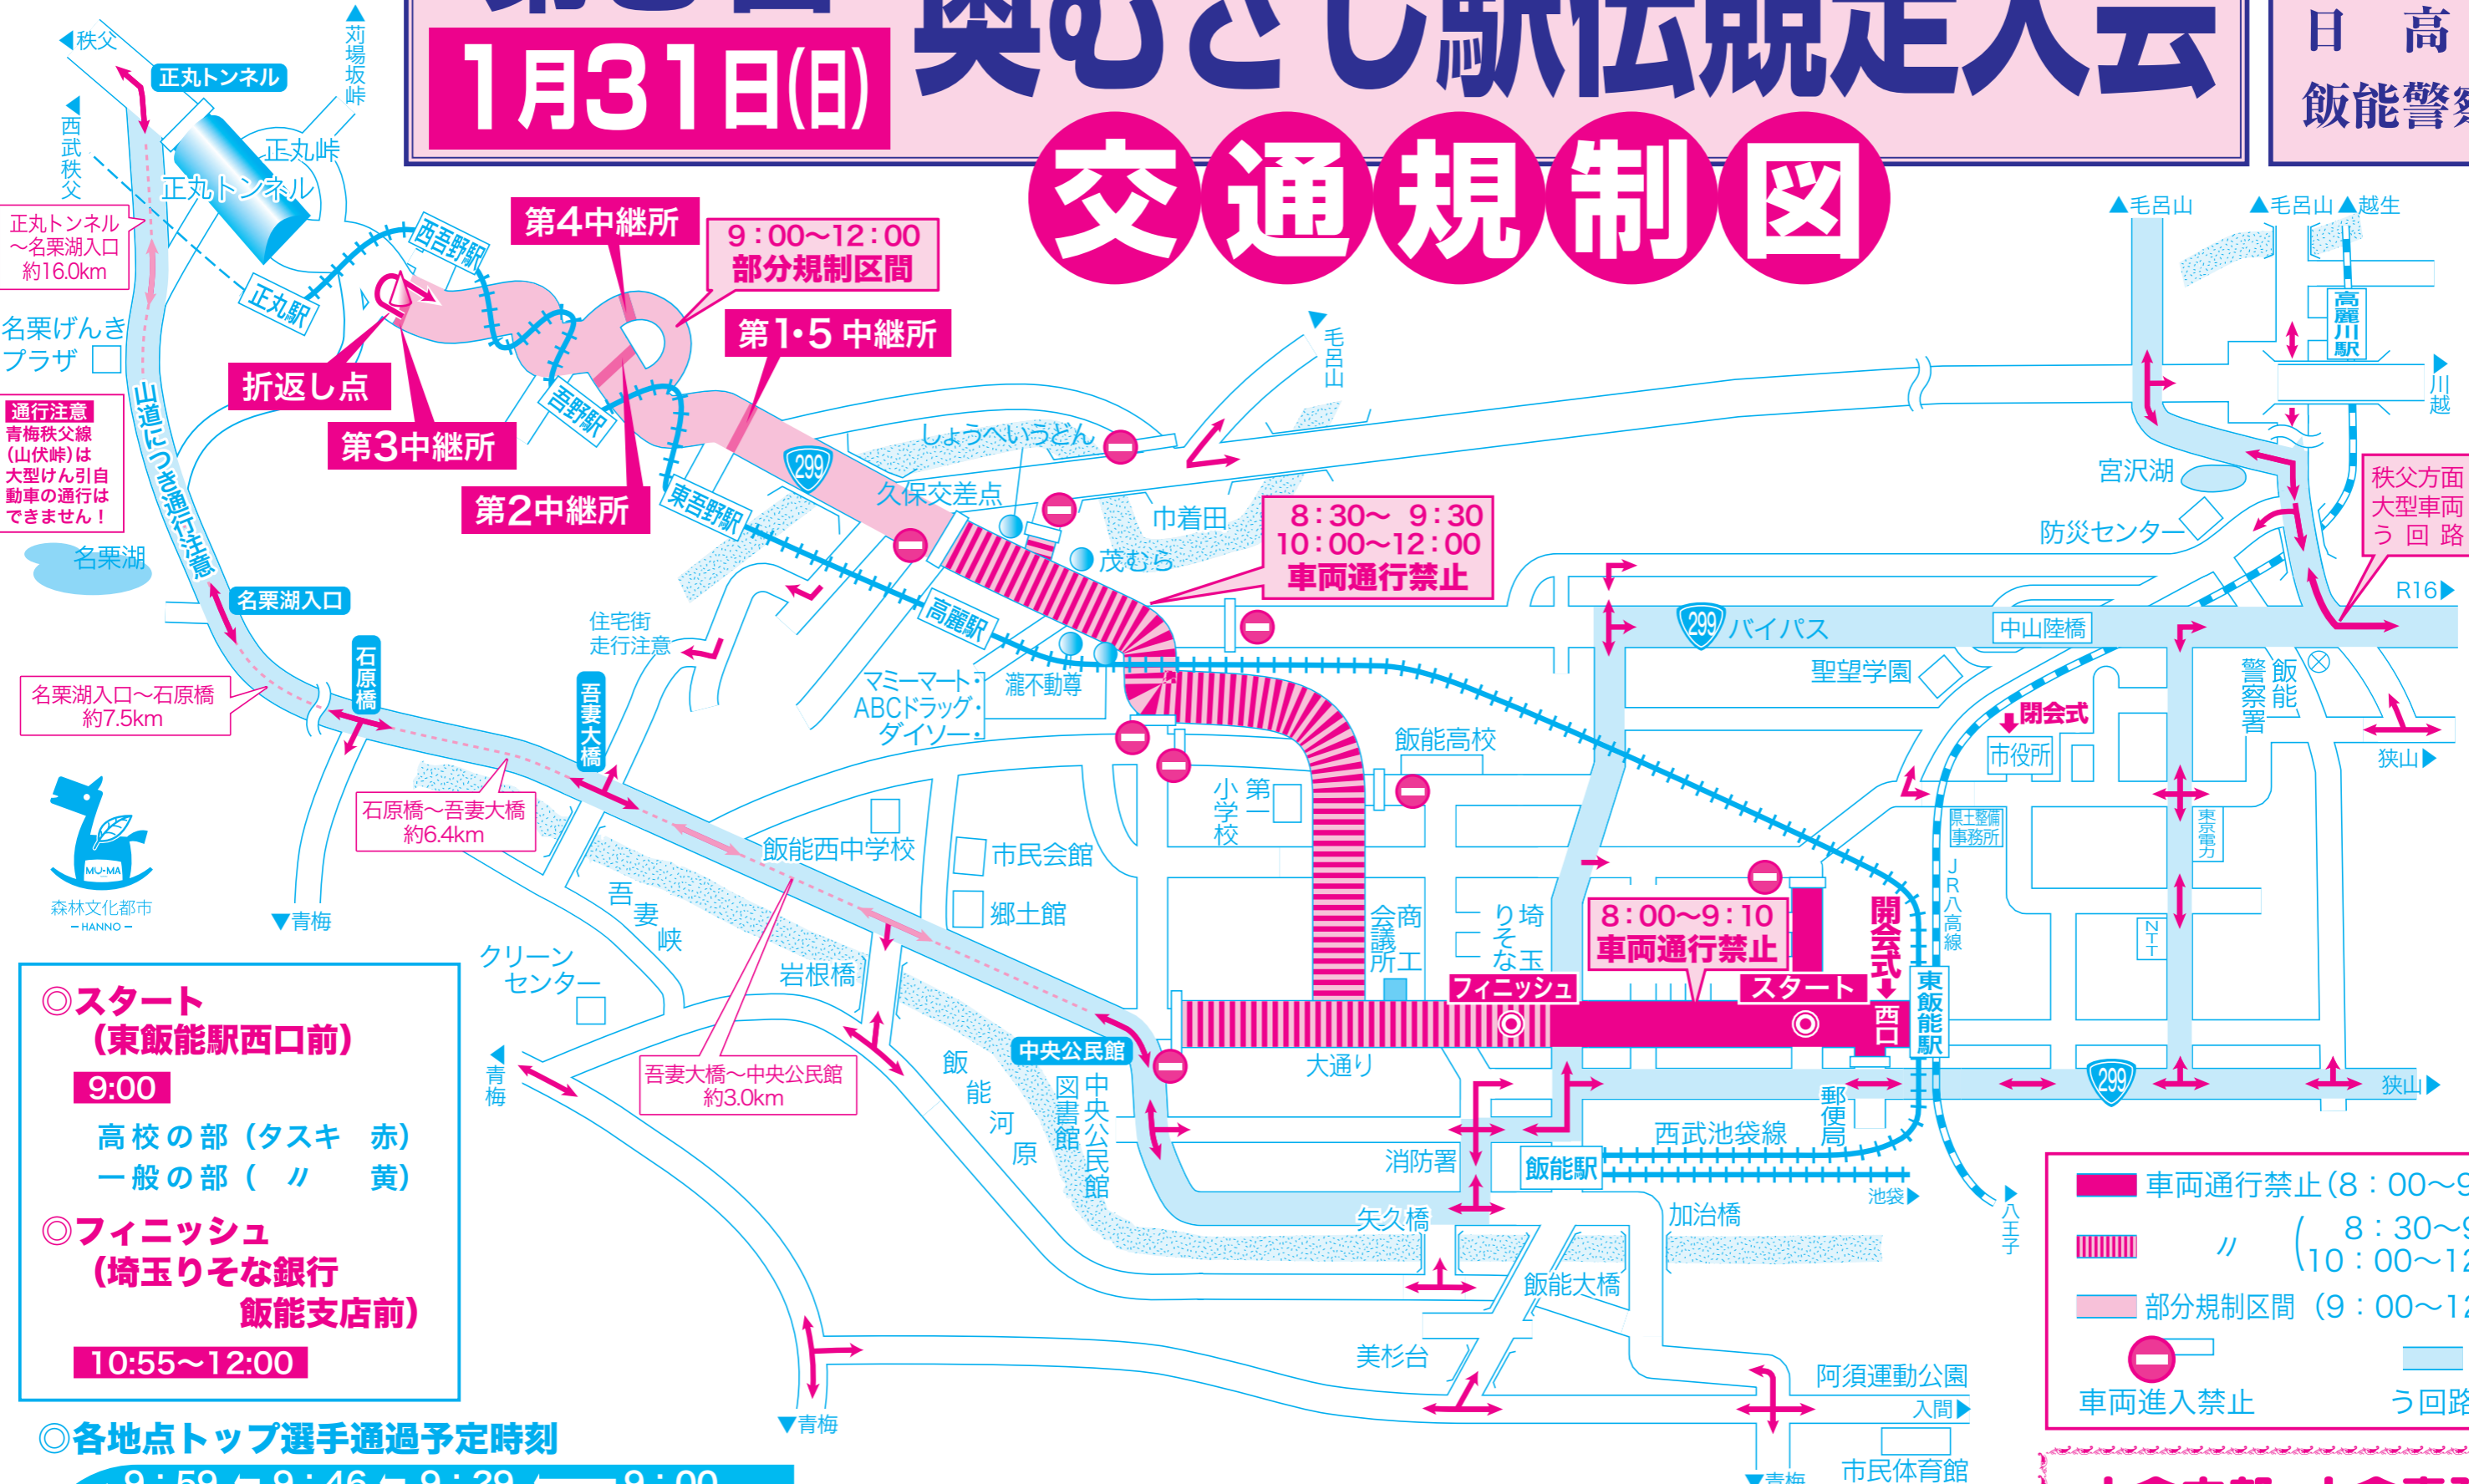 1月31日(日)
奥むさし駅伝競走大会
交通規制図
日 高
飯能警察
◀秩父
▲苅場坂峠
正丸トンネル
◀西武秩父
正丸峠
正丸トンネル
正丸トンネル
～名栗湖入口
約16.0km
西吾野駅
正丸駅
第4中継所
9：00～12：00
部分規制区間
第1・5中継所
名栗げんき
プラザ
折返し点
第3中継所
第2中継所
吾野駅
通行注意
青梅秩父線
(山伏峠)は
大型けん引自
動車の通行は
できません！
山道につき通行注意
名栗湖
名栗湖入口
名栗湖入口～石原橋
約7.5km
石原橋
吾妻大橋
石原橋～吾妻大橋
約6.4km
住宅街
走行注意
東吾野駅
299
久保交差点
しょうへいうどん
▲毛呂山
巾着田
茂むら
高麗駅
瀧不動尊
マミーマート・
ABCドラッグ・
ダイソー・
8：30～ 9：30
10：00～12：00
車両通行禁止
▲毛呂山
▲毛呂山
▲越生
高麗川駅
▶川越
宮沢湖
防災センター
秩父方面
大型車両
う回路
R16▶
299
バイパス
中山陸橋
聖望学園
飯能警察署
閉会式
市役所
狭山▶
県土整備
事務所
東京電力
JR八高線
NTT
飯能高校
第一小学校
飯能西中学校
市民会館
郷土館
商工会議所
埼玉りそな
8：00～9：10
車両通行禁止
フィニッシュ
スタート
開会式
西口
東飯能駅
大通り
299
狭山▶
郵便局
西武池袋線
飯能駅
池袋▶
▶八王子
消防署
中央公民館
中央公民館
図書館
吾妻峡
岩根橋
クリーン
センター
◀青梅
▼青梅
吾妻大橋～中央公民館
約3.0km
飯能河原
矢久橋
加治橋
飯能大橋
美杉台
阿須運動公園
入間▶
市民体育館
▼青梅
▼青梅
MU-MA
森林文化都市
– HANNO –
◎スタート
(東飯能駅西口前)
9:00
高校の部（タスキ 赤）
一般の部（ 〃 黄）
◎フィニッシュ
(埼玉りそな銀行
飯能支店前)
10:55～12:00
◎各地点トップ選手通過予定時刻
9：59 ← 9：46 ← 9：29 ← 9：00
車両通行禁止(8：00～9
〃 (8：30～9
10：00～12
部分規制区間（9：00～12
車両進入禁止
う回路